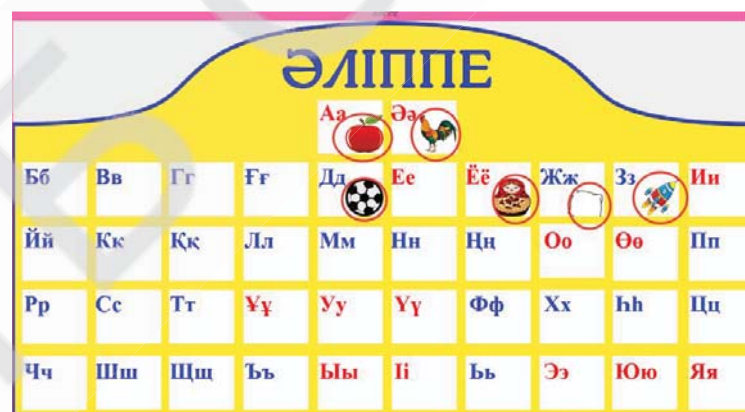 ӘЛІППЕ
Аа Әә
Бб Вв Гг Ғғ Дд Ее Ёё Жж Зз Ии
Йй Кк Ққ Лл Мм Нн Ңң Оо Өө Пп
Рр Сс Тт Ұұ Уу Үү Фф Хх Һһ Цц
Чч Шш Щщ Ъъ Ыы Іі Ьь Ээ Юю Яя